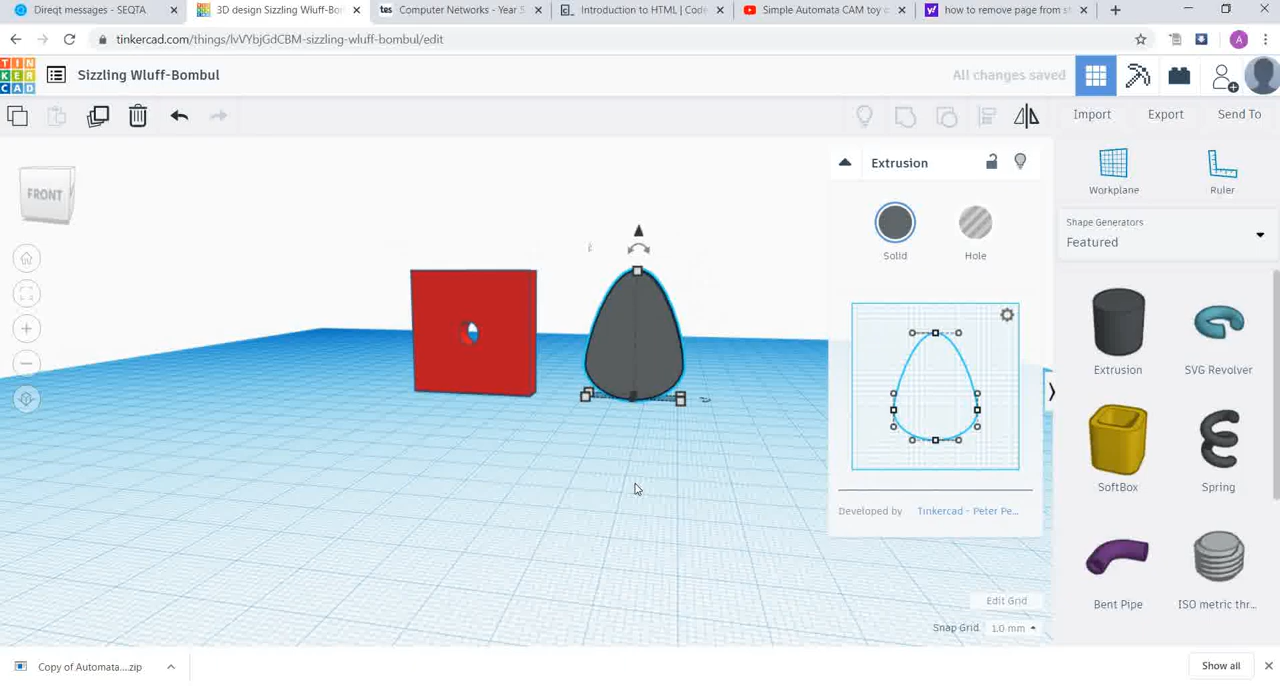 Direqt messages - SEQTA
3D design Sizzling Wluff-Bo
Computer Networks - Year 5
Introduction to HTML | Code
Simple Automata CAM toy
how to remove page from
tinkercad.com/things/lvVYbjGdCBM-sizzling-wluff-bombul/edit
A
TIN
KER
CAD
Sizzling Wluff-Bombul
All changes saved
Import
Export
Send To
FRONT
Extrusion
Solid
Hole
Developed by
Tinkercad - Peter Pe...
Edit Grid
Snap Grid
1.0 mm
Workplane
Ruler
Shape Generators
Featured
Extrusion
SVG Revolver
SoftBox
Spring
Bent Pipe
ISO metric thr...
Copy of Automata....zip
Show all